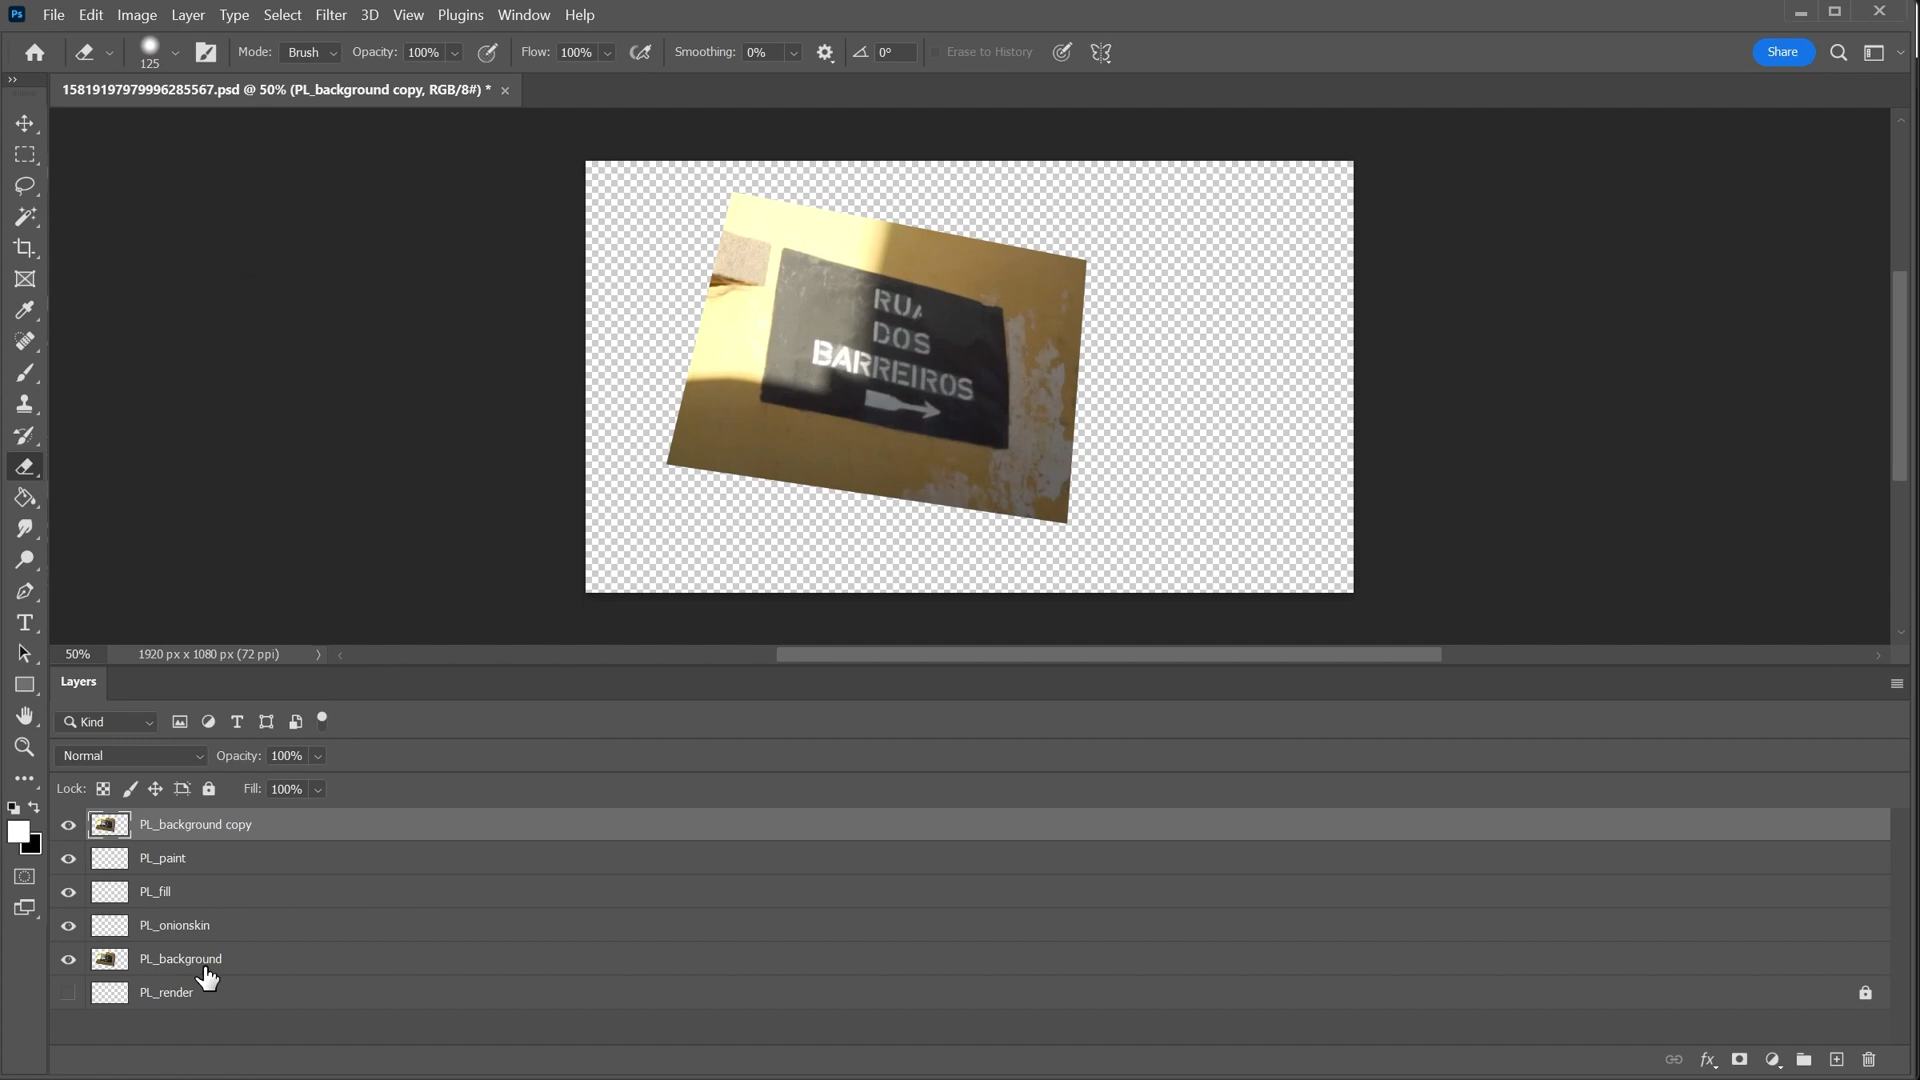 Ps File Edit Image Layer Type Select Filter 3D View Plugins Window Help
125 Mode: Brush Opacity: 100% Flow: 100% Smoothing: 0% 0° Erase to History Share
15819197979996285567.psd @ 50% (PL_background copy, RGB/8#) *
RUA
DOS
BARREIROS
50% 1920 px x 1080 px (72 ppi)
Layers
Kind
Normal Opacity: 100%
Lock: Fill: 100%
PL_background copy
PL_paint
PL_fill
PL_onionskin
PL_background
PL_render
fx